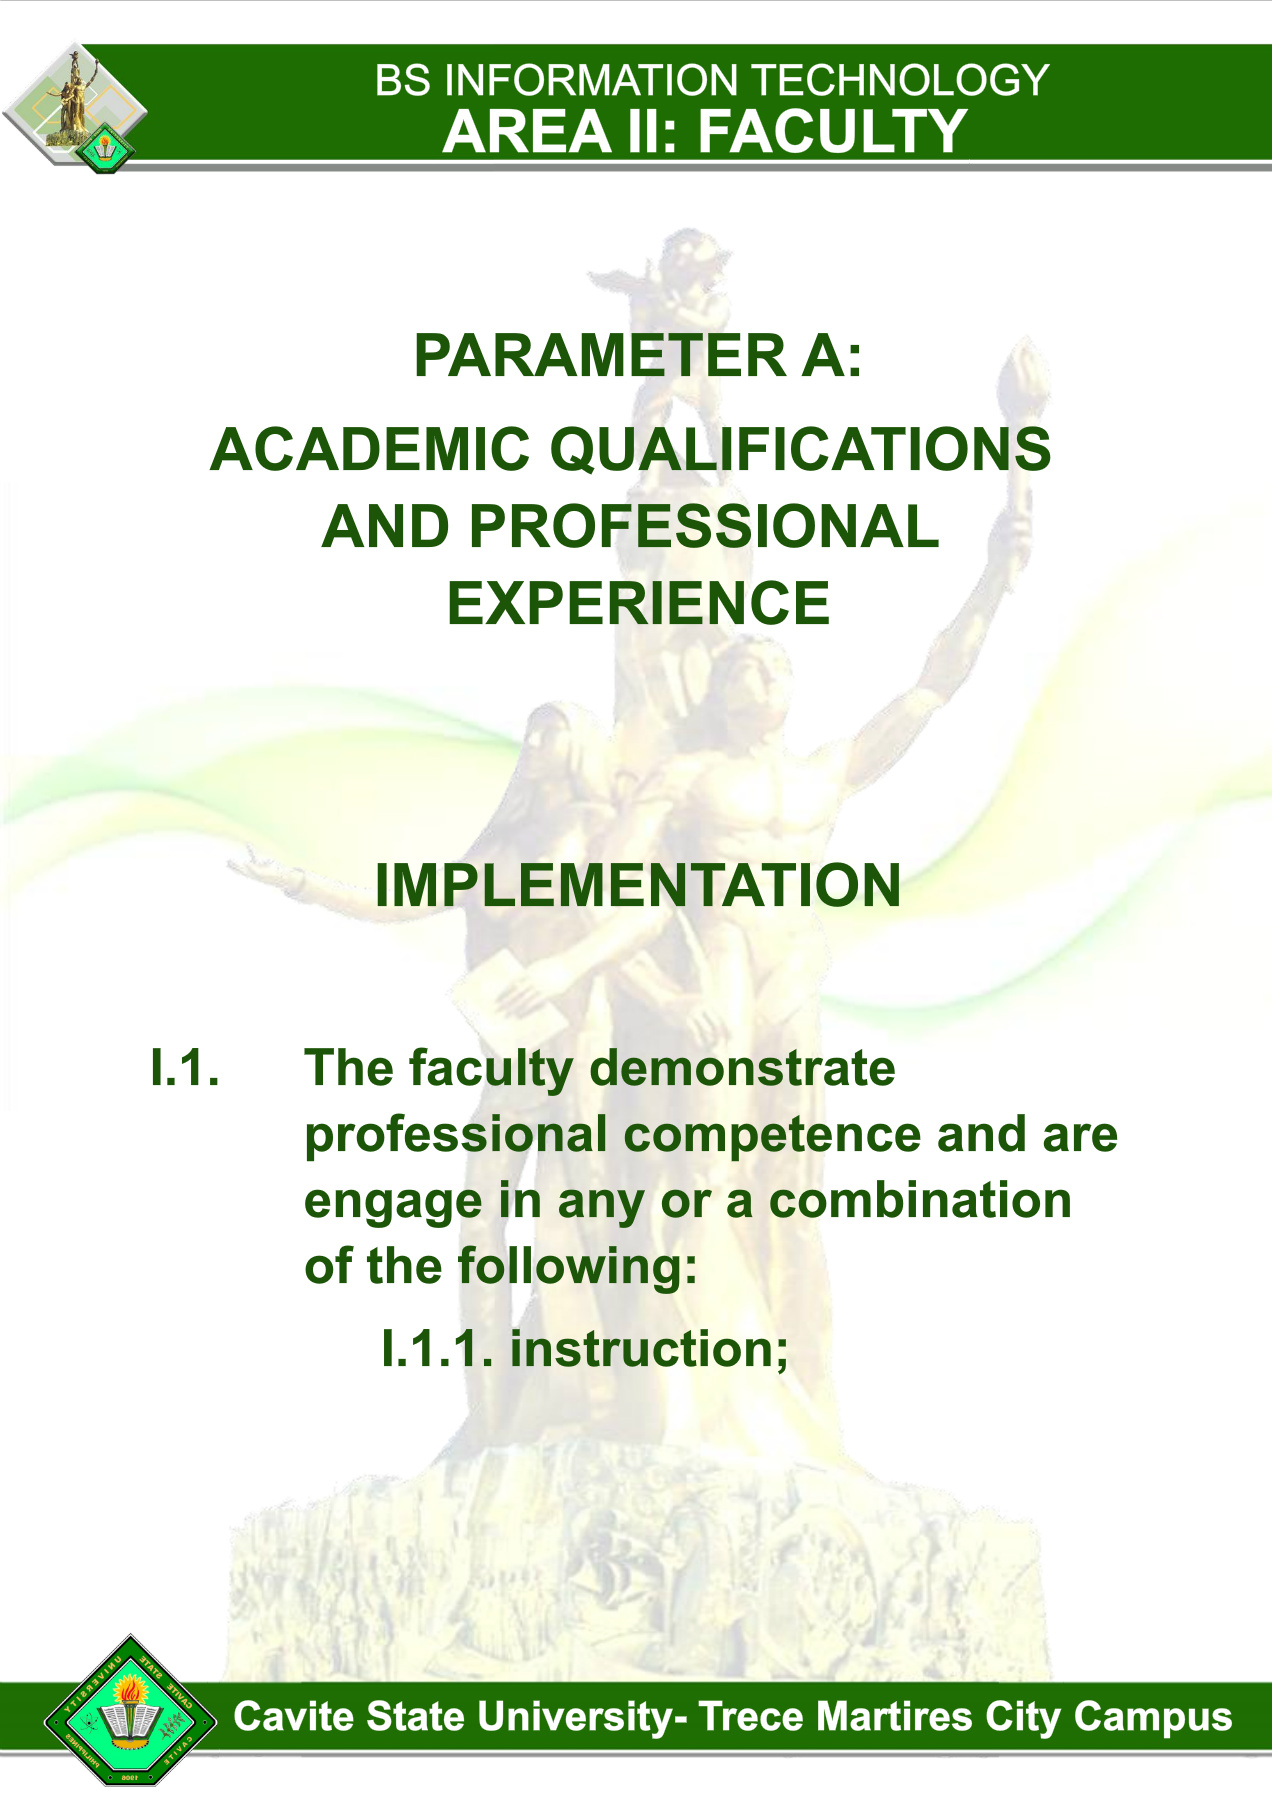 BS INFORMATION TECHNOLOGY
AREA II: FACULTY
PARAMETER A:
ACADEMIC QUALIFICATIONS
AND PROFESSIONAL
EXPERIENCE
IMPLEMENTATION
I.1. The faculty demonstrate
professional competence and are
engage in any or a combination
of the following:
I.1.1. instruction;
CAVITE STATE UNIVERSITY
CAVITE
PHILIPPINES
1906
Cavite State University- Trece Martires City Campus